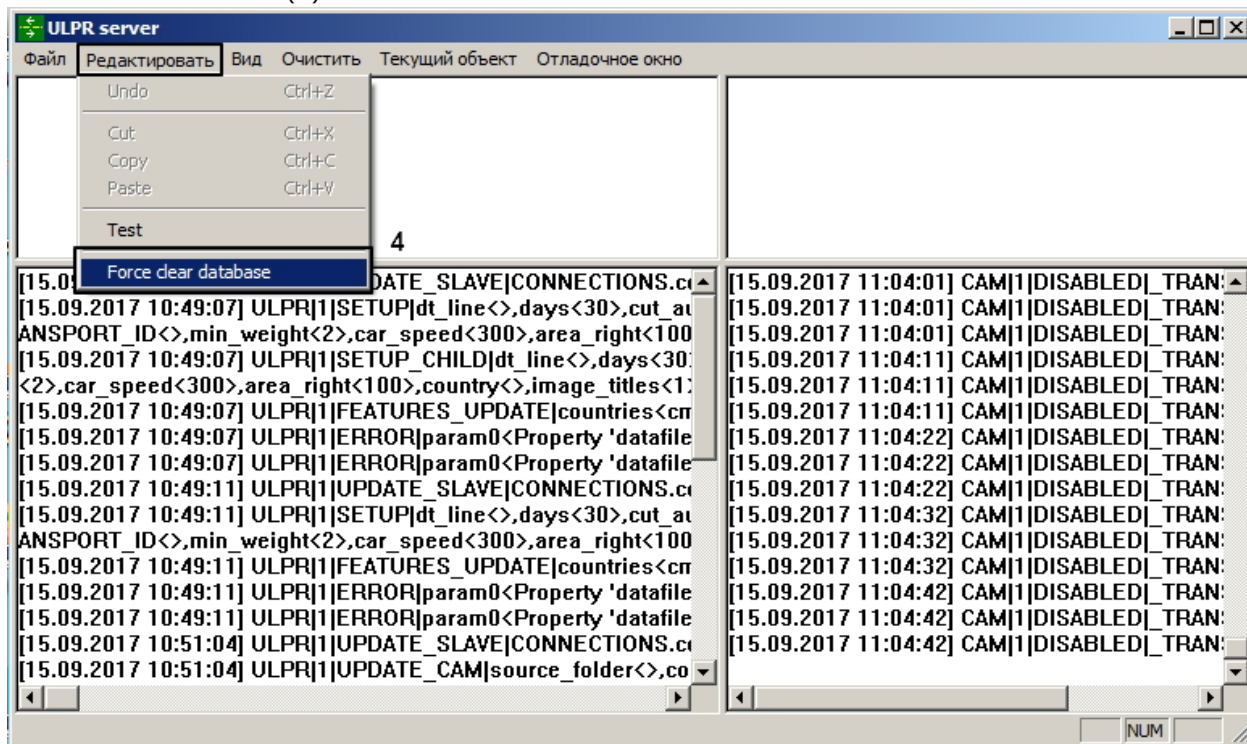 ULPR server
Файл Редактировать Вид Очистить Текущий объект Отладочное окно
Undo Ctrl+Z
Cut Ctrl+X
Copy Ctrl+C
Paste Ctrl+V
Test
4
Force clear database
[15.0 DATE_SLAVE|CONNECTIONS.c
[15.09.2017 10:49:07] ULPR|1|SETUP|dt_line<>,days<30>,cut_au
ANSPORT_ID<>,min_weight<2>,car_speed<300>,area_right<100
[15.09.2017 10:49:07] ULPR|1|SETUP_CHILD|dt_line<>,days<30
<2>,car_speed<300>,area_right<100>,country<>,image_titles<1
[15.09.2017 10:49:07] ULPR|1|FEATURES_UPDATE|countries<cm
[15.09.2017 10:49:07] ULPR|1|ERROR|param0<Property 'datafile
[15.09.2017 10:49:07] ULPR|1|ERROR|param0<Property 'datafile
[15.09.2017 10:49:11] ULPR|1|UPDATE_SLAVE|CONNECTIONS.c
[15.09.2017 10:49:11] ULPR|1|SETUP|dt_line<>,days<30>,cut_au
ANSPORT_ID<>,min_weight<2>,car_speed<300>,area_right<100
[15.09.2017 10:49:11] ULPR|1|FEATURES_UPDATE|countries<cm
[15.09.2017 10:49:11] ULPR|1|ERROR|param0<Property 'datafile
[15.09.2017 10:49:11] ULPR|1|ERROR|param0<Property 'datafile
[15.09.2017 10:51:04] ULPR|1|UPDATE_SLAVE|CONNECTIONS.c
[15.09.2017 10:51:04] ULPR|1|UPDATE_CAM|source_folder<>,co
[15.09.2017 11:04:01] CAM|1|DISABLED|_TRAN
[15.09.2017 11:04:01] CAM|1|DISABLED|_TRAN
[15.09.2017 11:04:01] CAM|1|DISABLED|_TRAN
[15.09.2017 11:04:11] CAM|1|DISABLED|_TRAN
[15.09.2017 11:04:11] CAM|1|DISABLED|_TRAN
[15.09.2017 11:04:11] CAM|1|DISABLED|_TRAN
[15.09.2017 11:04:22] CAM|1|DISABLED|_TRAN
[15.09.2017 11:04:22] CAM|1|DISABLED|_TRAN
[15.09.2017 11:04:22] CAM|1|DISABLED|_TRAN
[15.09.2017 11:04:32] CAM|1|DISABLED|_TRAN
[15.09.2017 11:04:32] CAM|1|DISABLED|_TRAN
[15.09.2017 11:04:32] CAM|1|DISABLED|_TRAN
[15.09.2017 11:04:42] CAM|1|DISABLED|_TRAN
[15.09.2017 11:04:42] CAM|1|DISABLED|_TRAN
[15.09.2017 11:04:42] CAM|1|DISABLED|_TRAN
NUM